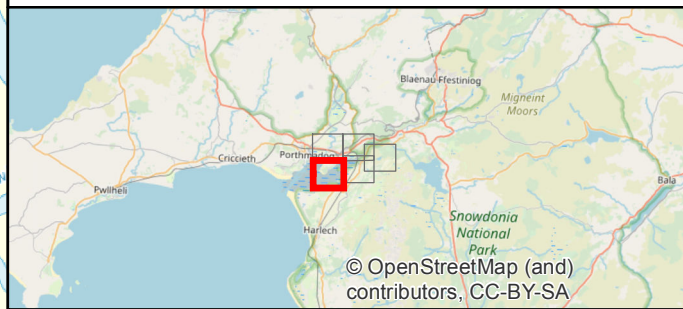 Blaenau Ffestiniog
Migneint
Moors
Criccieth
Porthmadog
Pwllheli
Bala
Harlech
Snowdonia
National
Park
© OpenStreetMap (and)
contributors, CC-BY-SA